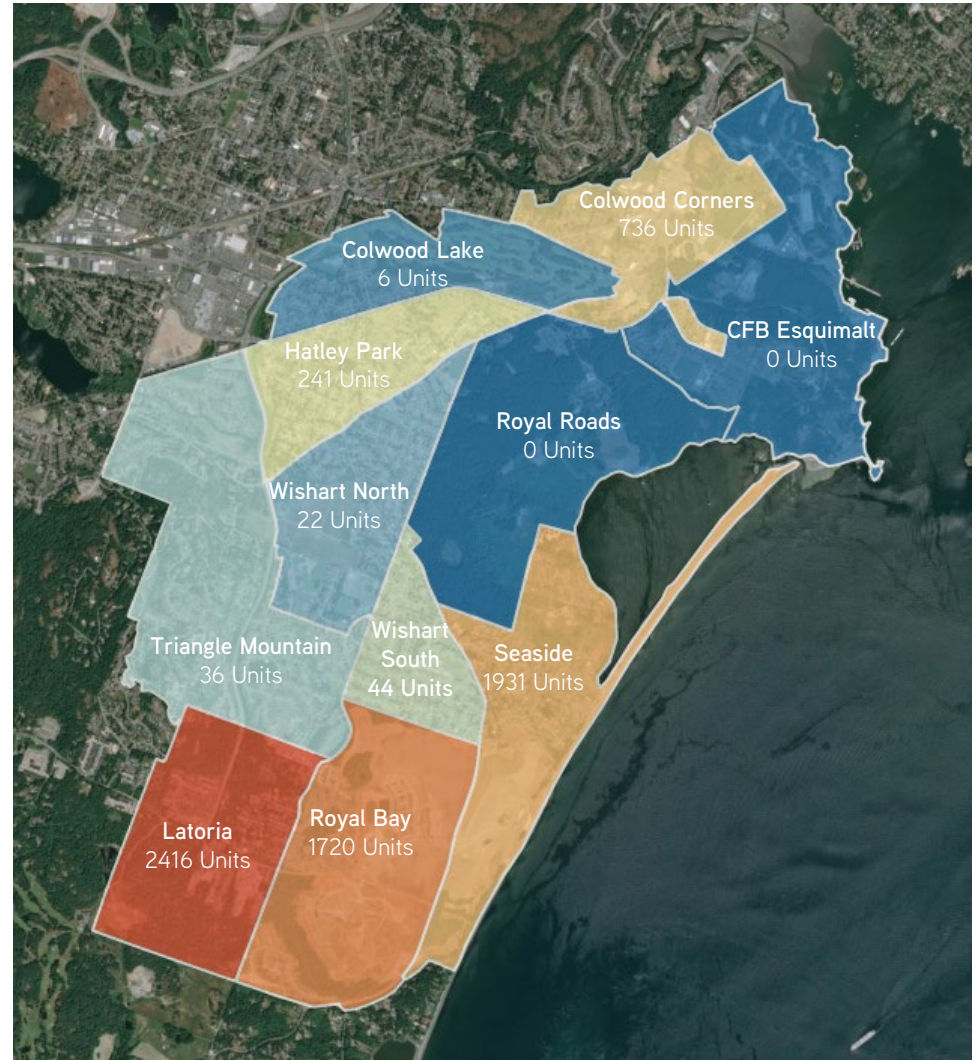 Colwood Corners
736 Units
Colwood Lake
6 Units
CFB Esquimalt
0 Units
Hatley Park
241 Units
Royal Roads
0 Units
Wishart North
22 Units
Triangle Mountain
36 Units
Wishart
South
44 Units
Seaside
1931 Units
Latoria
2416 Units
Royal Bay
1720 Units